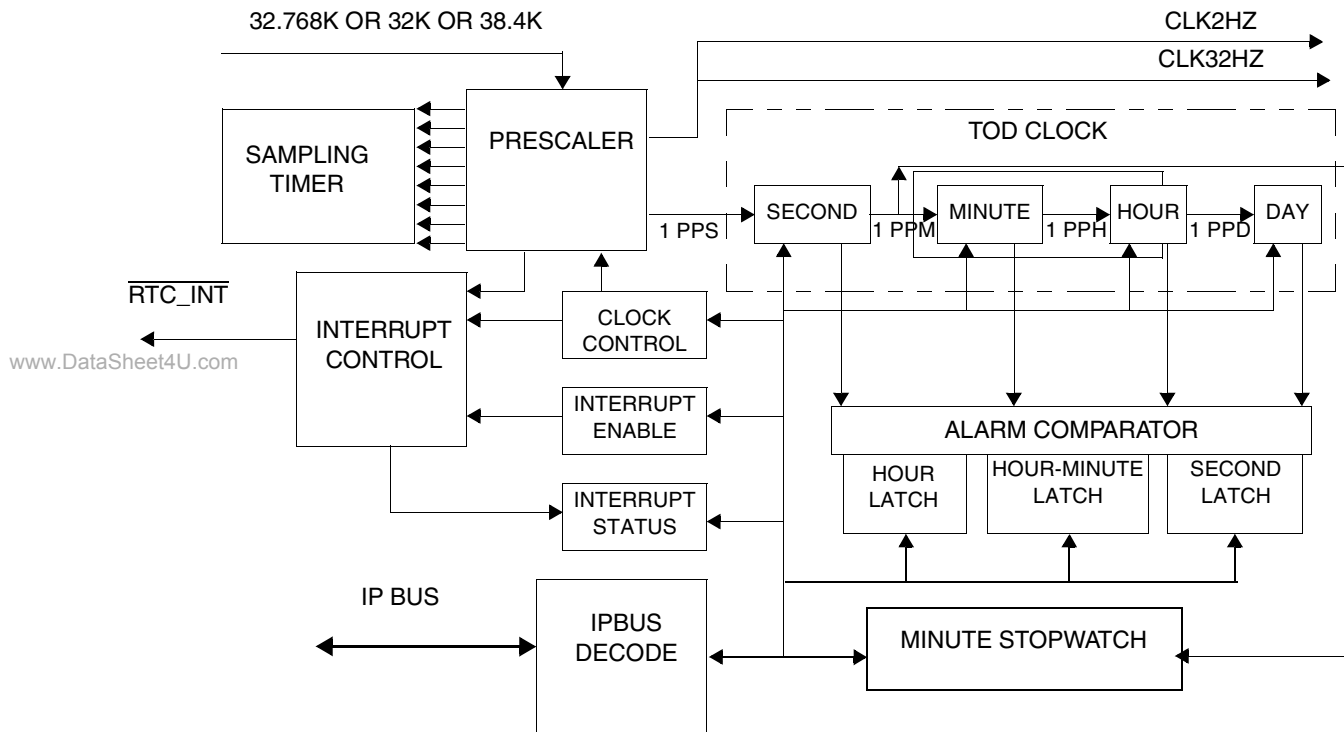 32.768K OR 32K OR 38.4K
CLK2HZ
CLK32HZ
PRESCALER
TOD CLOCK
SAMPLING
TIMER
SECOND
MINUTE
HOUR
DAY
1 PPS
1 PPM
1 PPH
1 PPD
RTC_INT
INTERRUPT
CONTROL
CLOCK
CONTROL
www.DataSheet4U.com
INTERRUPT
ENABLE
ALARM COMPARATOR
HOUR
LATCH
HOUR-MINUTE
LATCH
SECOND
LATCH
INTERRUPT
STATUS
IP BUS
IPBUS
DECODE
MINUTE STOPWATCH